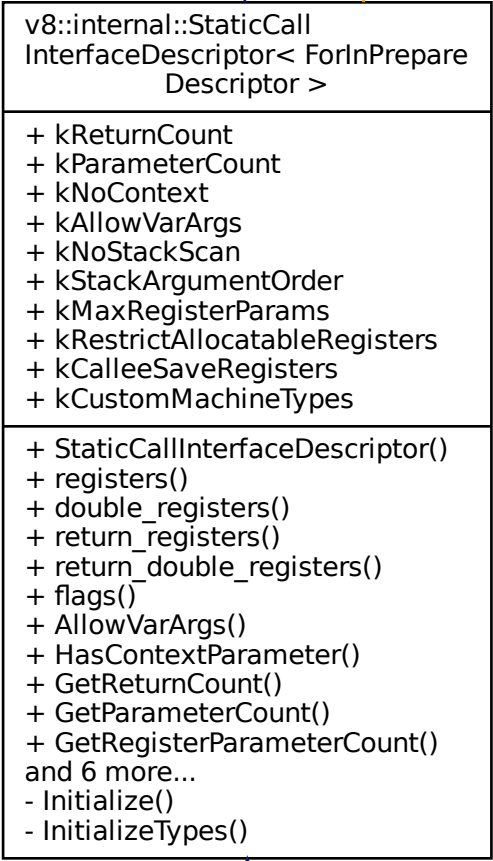 v8::internal::StaticCall
InterfaceDescriptor< ForInPrepare
Descriptor >
+ kReturnCount
+ kParameterCount
+ kNoContext
+ kAllowVarArgs
+ kNoStackScan
+ kStackArgumentOrder
+ kMaxRegisterParams
+ kRestrictAllocatableRegisters
+ kCalleeSaveRegisters
+ kCustomMachineTypes
+ StaticCallInterfaceDescriptor()
+ registers()
+ double_registers()
+ return_registers()
+ return_double_registers()
+ flags()
+ AllowVarArgs()
+ HasContextParameter()
+ GetReturnCount()
+ GetParameterCount()
+ GetRegisterParameterCount()
and 6 more...
- Initialize()
- InitializeTypes()